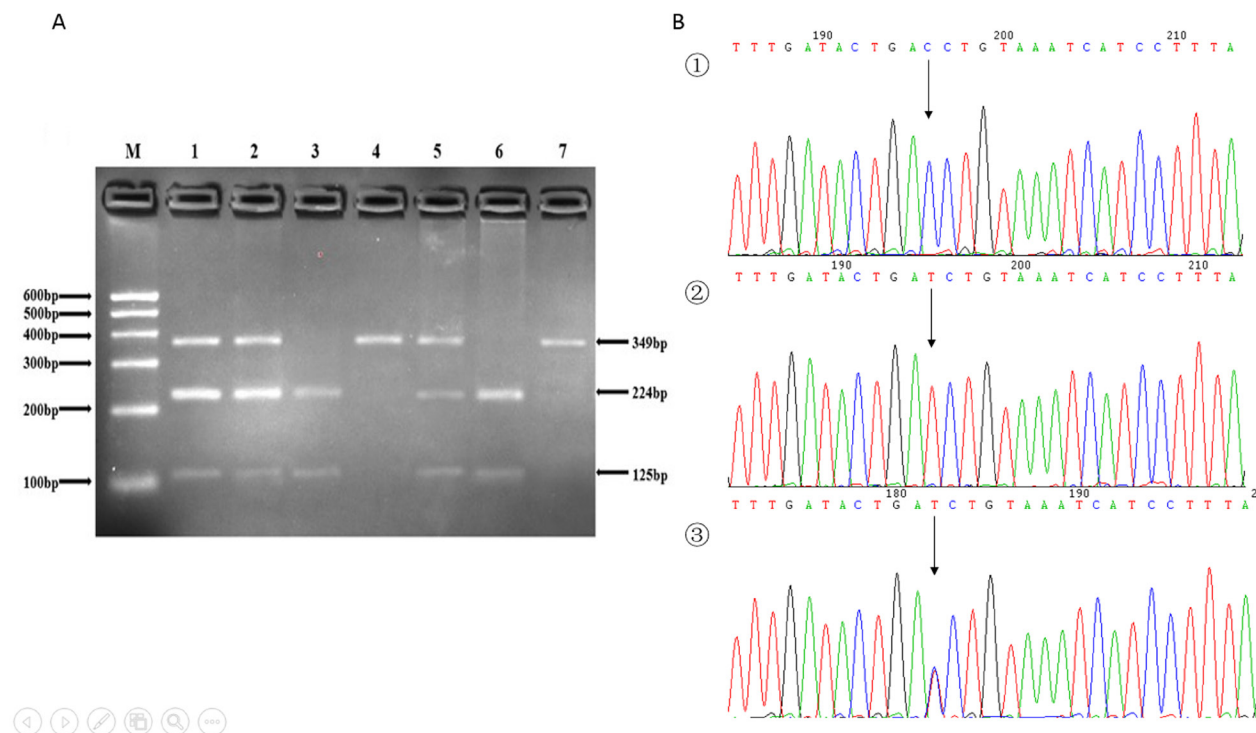 A
M 1 2 3 4 5 6 7
600bp
500bp
400bp
300bp
200bp
100bp
349bp
224bp
125bp
B
190 200 210
T T T G A T A C T G A C C T G T A A A T C A T C C T T T A
①
190 200 210
T T T G A T A C T G A T C T G T A A A T C A T C C T T T A
②
180 190 2
T T T G A T A C T G A T C T G T A A A T C A T C C T T T A
③